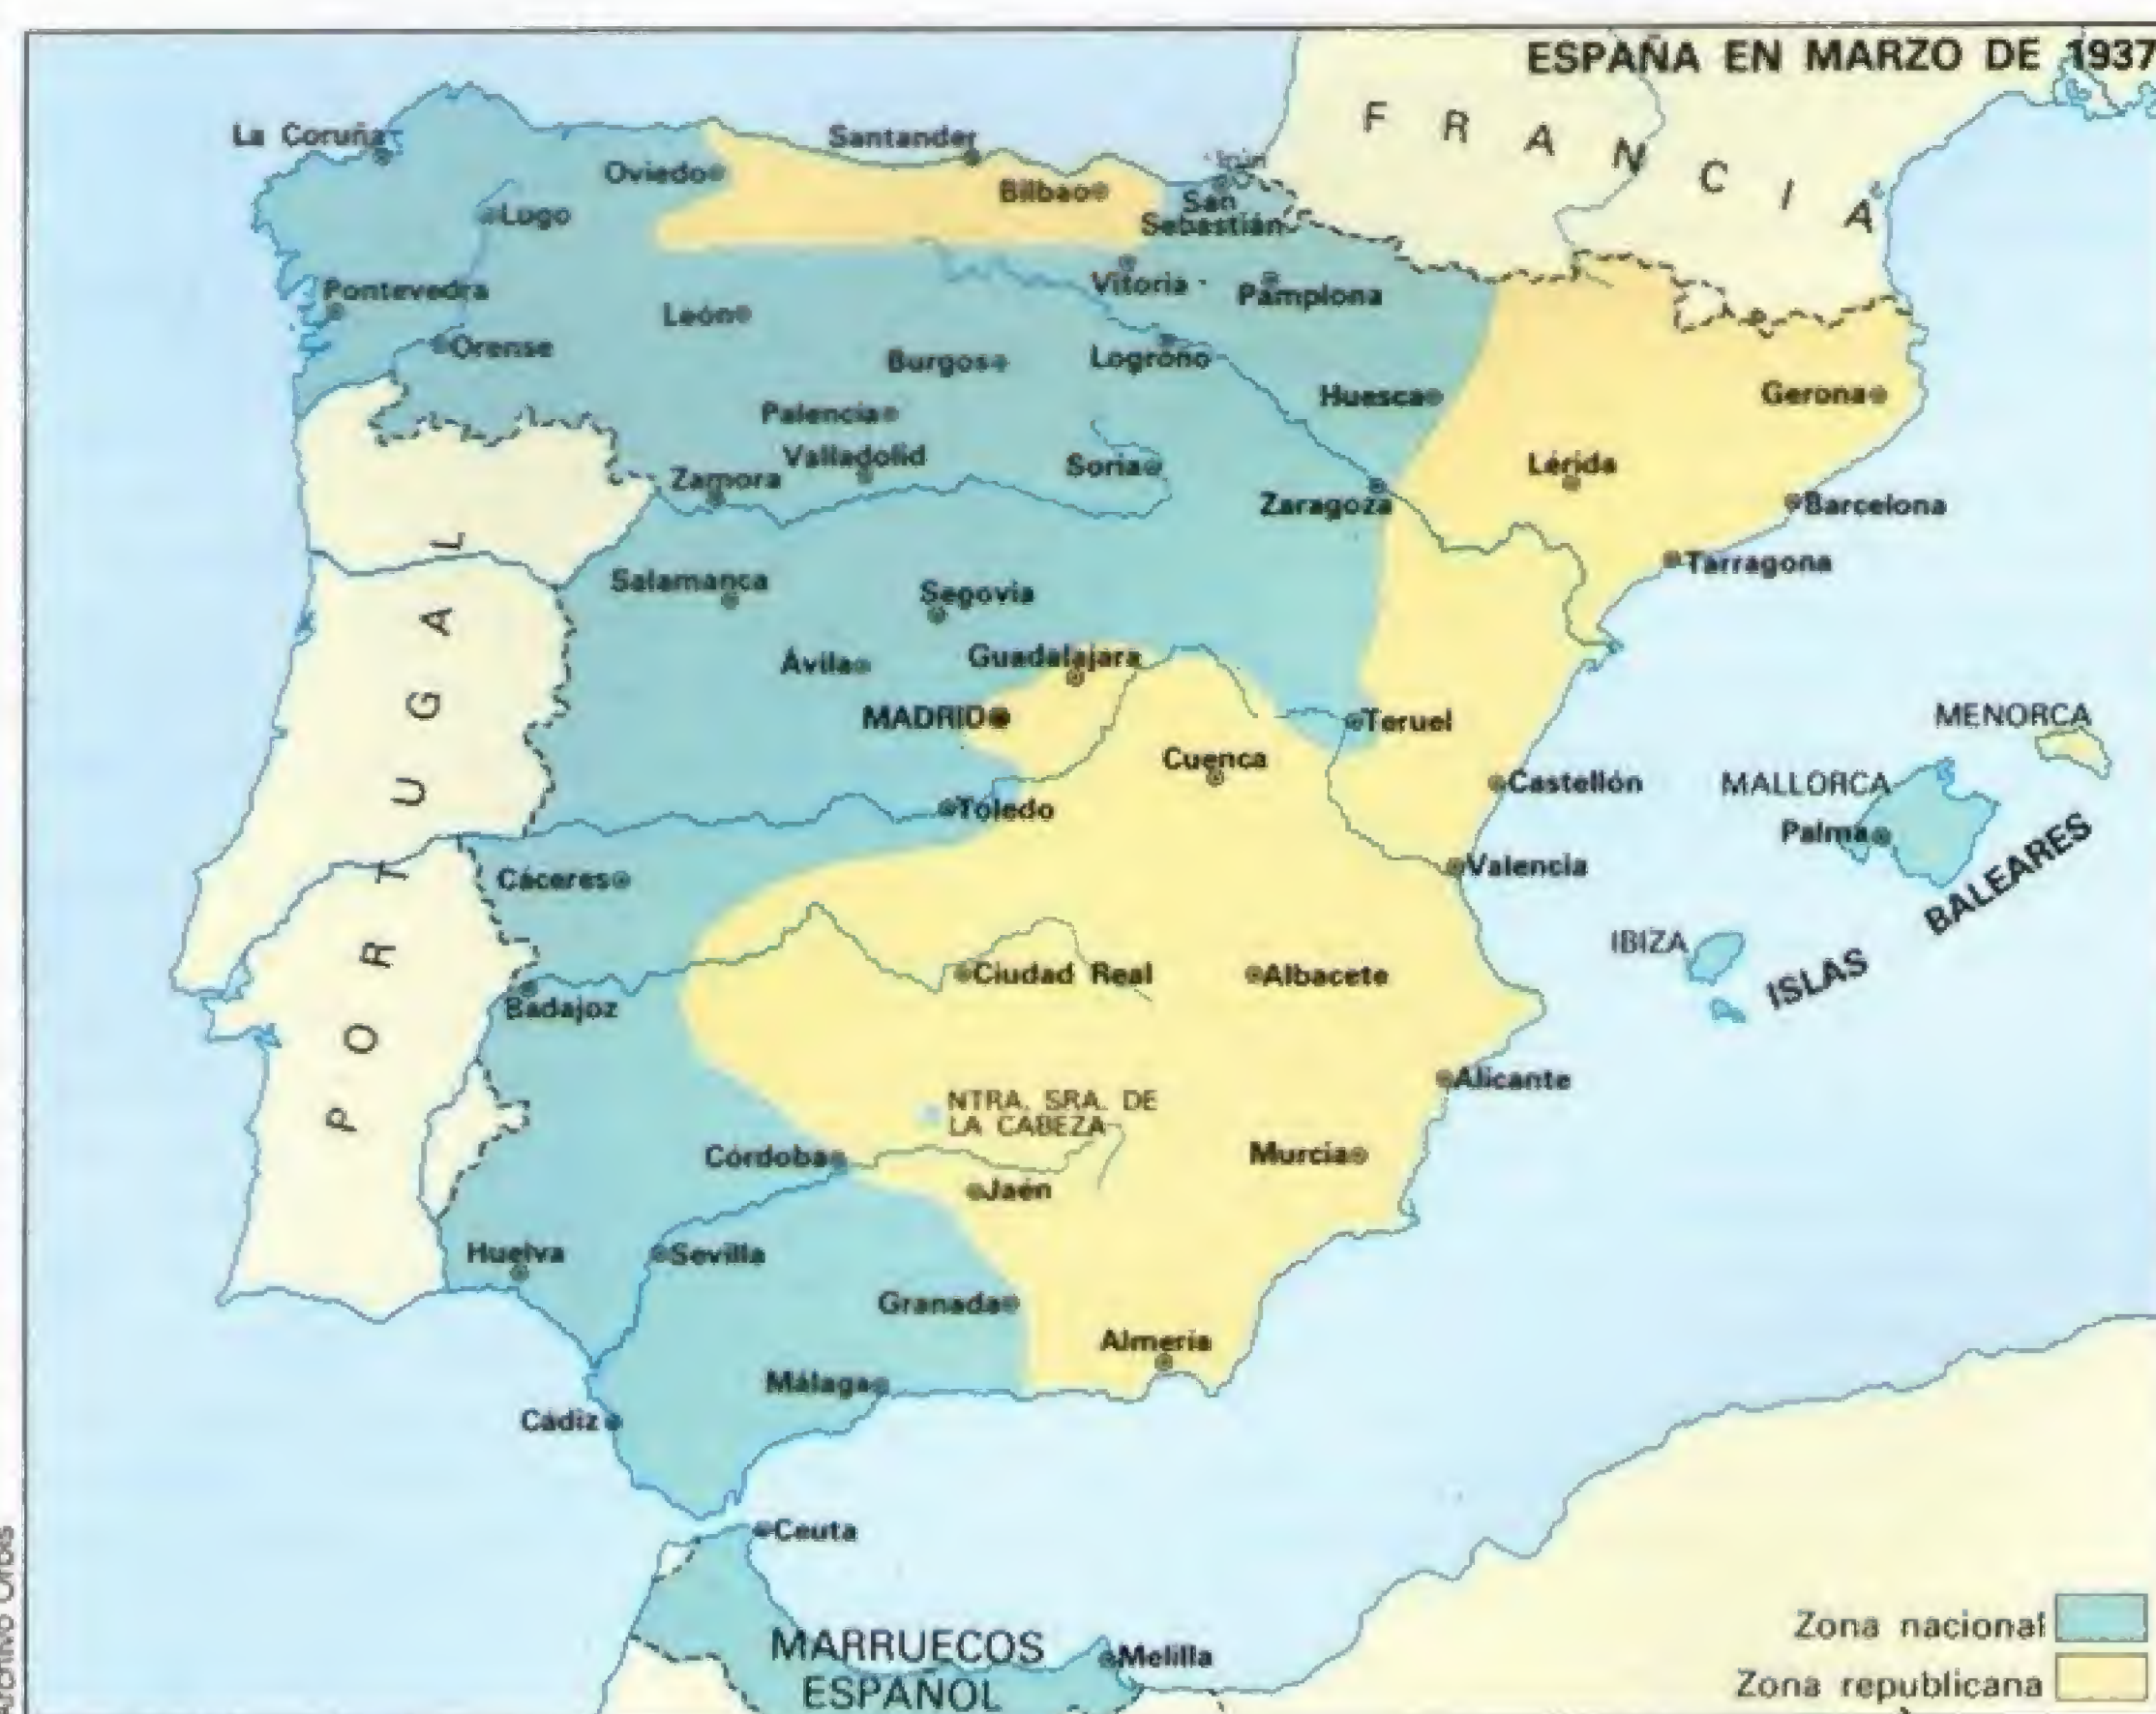 ESPAÑA EN MARZO DE 1937
FRANCIA
La Coruña
Santander
Irún
Oviedo
Bilbao
San
Sebastián
Lugo
Pontevedra
León
Vitoria
Pamplona
Orense
Burgos
Logroño
Huesca
Gerona
Palencia
Valladolid
Zamora
Soria
Lérida
Zaragoza
Barcelona
Tarragona
Salamanca
Segovia
Ávila
Guadalajara
MADRID
Teruel
MENORCA
Cuenca
Castellón
MALLORCA
Toledo
Palma
PORTUGAL
Valencia
Cáceres
ISLAS BALEARES
IBIZA
Ciudad Real
Albacete
Badajoz
Alicante
NTRA. SRA. DE
LA CABEZA
Córdoba
Murcia
Jaén
Huelva
Sevilla
Granada
Almería
Málaga
Cádiz
Ceuta
MARRUECOS
ESPAÑOL
Melilla
Zona nacional
Zona republicana
Archivo Orbis